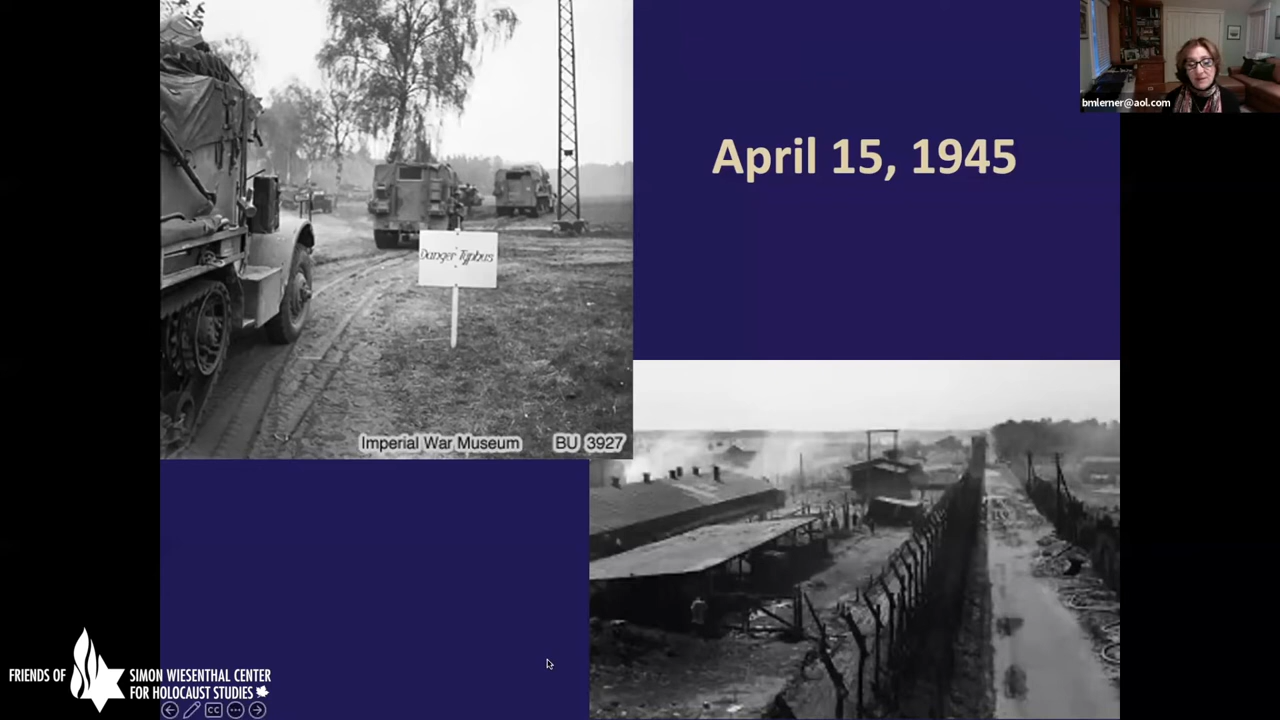 bmlerner@aol.com
April 15, 1945
Danger Typhus
Imperial War Museum BU 3927
FRIENDS OF
SIMON WIESENTHAL CENTER
FOR HOLOCAUST STUDIES
CC